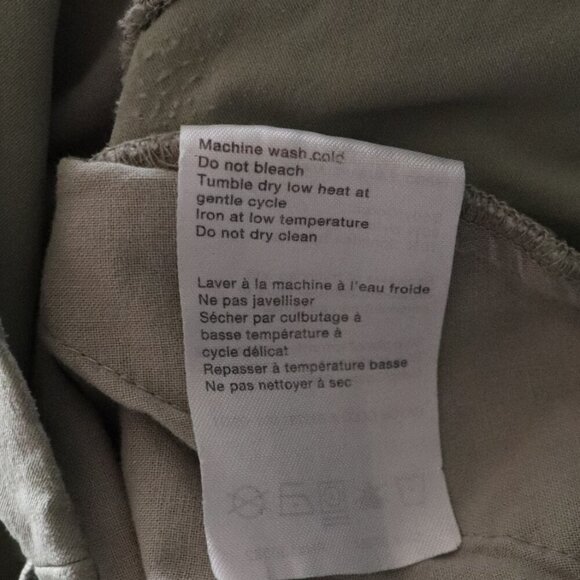 Machine wash cold
Do not bleach
Tumble dry low heat at
gentle cycle
Iron at low temperature
Do not dry clean
Laver à la machine à l'eau froide
Ne pas javelliser
Sécher par culbutage à
basse température à
cycle délicat
Repasser à température basse
Ne pas nettoyer à sec